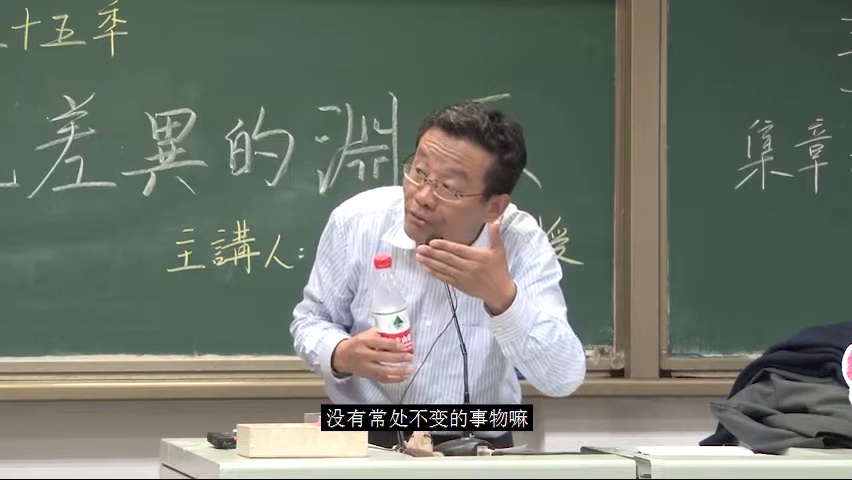 十五季
差異的淵
集章
主講人:
授
没有常处不变的事物嘛